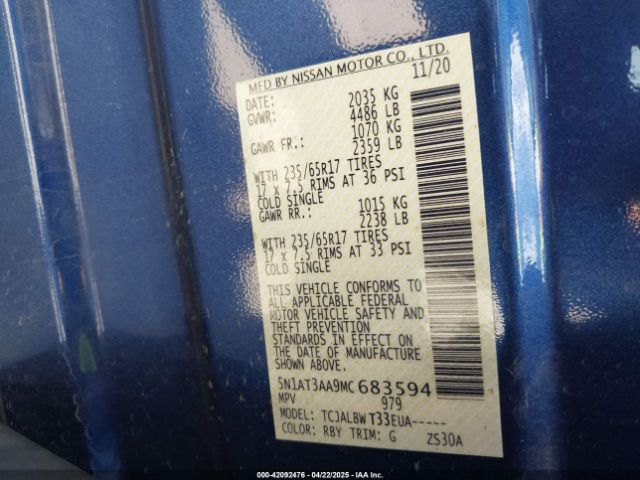 MFD BY NISSAN MOTOR CO., LTD.
DATE: 11/20
GVWR: 2035 KG
4486 LB
GAWR FR.: 1070 KG
2359 LB
WITH 235/65R17 TIRES
17 x 7.5 RIMS AT 36 PSI
COLD SINGLE
GAWR RR.: 1015 KG
2238 LB
WITH 235/65R17 TIRES
17 x 7.5 RIMS AT 33 PSI
COLD SINGLE
THIS VEHICLE CONFORMS TO
ALL APPLICABLE FEDERAL
MOTOR VEHICLE SAFETY AND
THEFT PREVENTION
STANDARDS IN EFFECT ON
THE DATE OF MANUFACTURE
SHOWN ABOVE.
5N1AT3AA9MC683594
MPV 979
MODEL: TCJALBWT33EUA-----
COLOR: RBY TRIM: G ZS30A
000-42092476 - 04/22/2025 - IAAI.COM